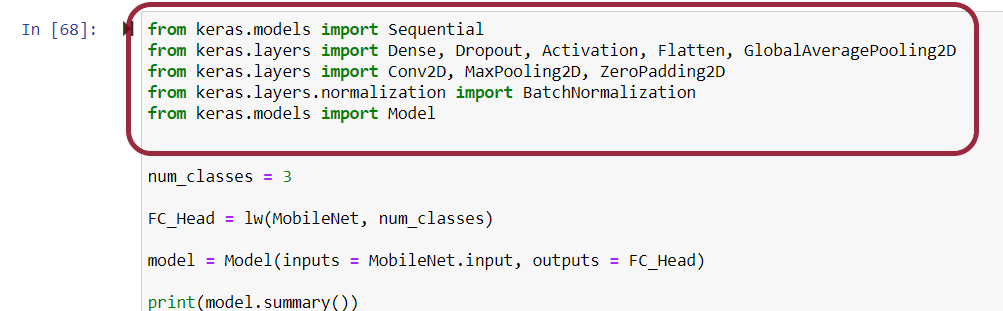 In [68]:
from keras.models import Sequential
from keras.layers import Dense, Dropout, Activation, Flatten, GlobalAveragePooling2D
from keras.layers import Conv2D, MaxPooling2D, ZeroPadding2D
from keras.layers.normalization import BatchNormalization
from keras.models import Model
num_classes = 3
FC_Head = lw(MobileNet, num_classes)
model = Model(inputs = MobileNet.input, outputs = FC_Head)
print(model.summary())